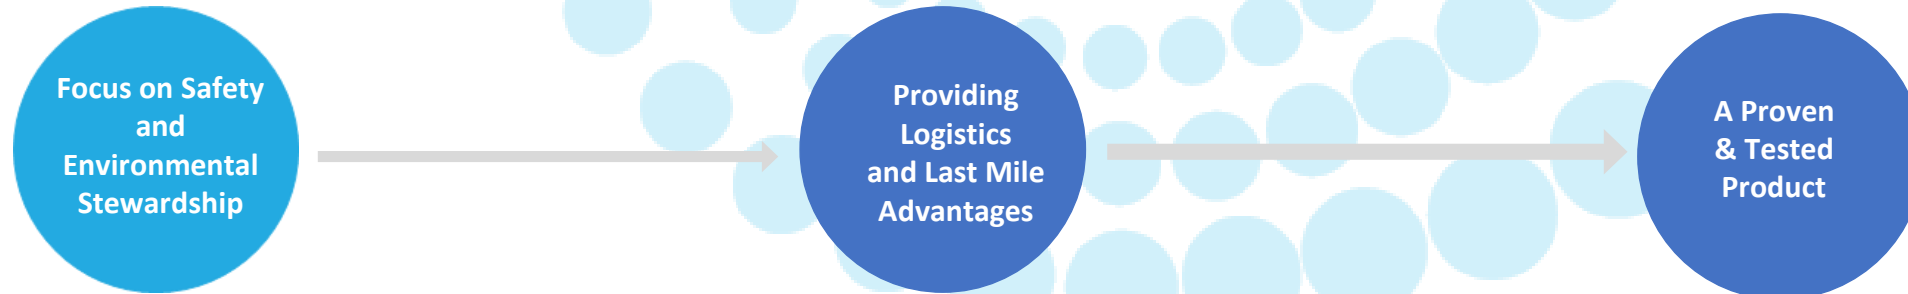 Focus on Safety
and
Environmental
Stewardship
Providing
Logistics
and Last Mile
Advantages
A Proven
& Tested
Product